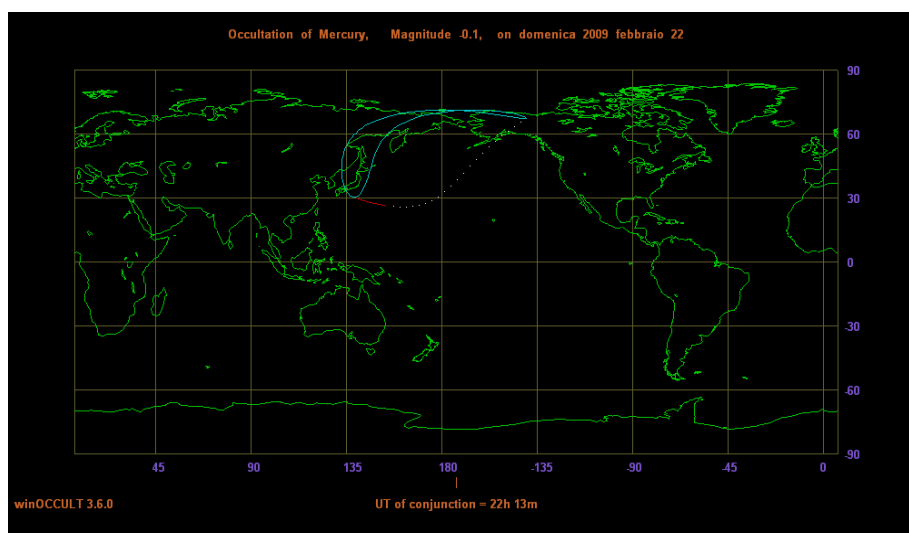 Occultation of Mercury, Magnitude -0.1, on domenica 2009 febbraio 22
90
60
30
0
-30
-60
-90
45 90 135 180 -135 -90 -45 0
winOCCULT 3.6.0 UT of conjunction = 22h 13m